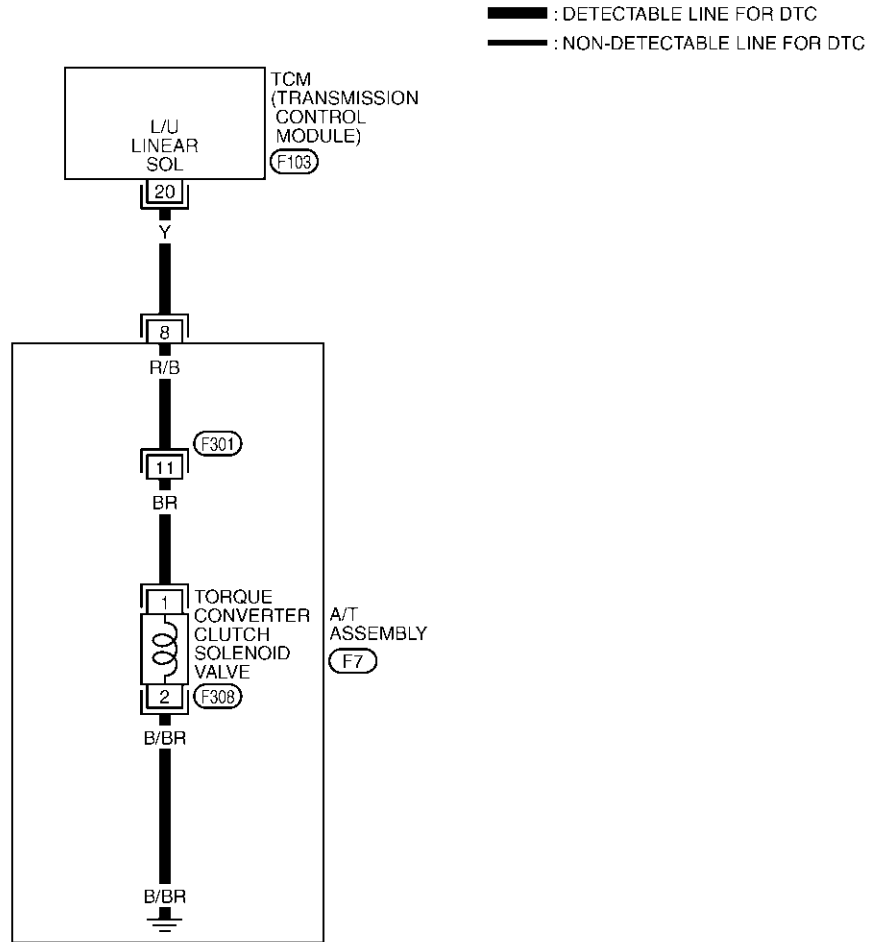 : DETECTABLE LINE FOR DTC
: NON-DETECTABLE LINE FOR DTC
TCM
(TRANSMISSION
CONTROL
MODULE)
F103
L/U
LINEAR
SOL
20
Y
8
R/B
F301
11
BR
1
TORQUE
CONVERTER
CLUTCH
SOLENOID
VALVE
2
F308
A/T
ASSEMBLY
F7
B/BR
B/BR